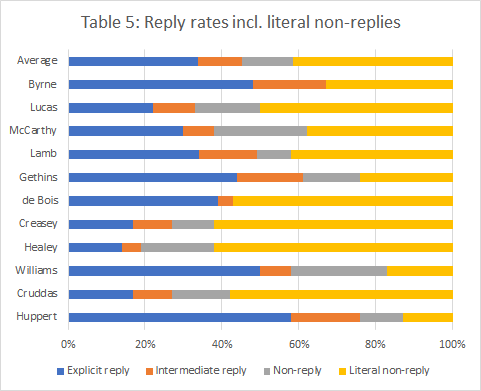 Table 5: Reply rates incl. literal non-replies
Average
Byrne
Lucas
McCarthy
Lamb
Gethins
de Bois
Creasey
Healey
Williams
Cruddas
Huppert
0% 20% 40% 60% 80% 100%
Explicit reply Intermediate reply Non-reply Literal non-reply